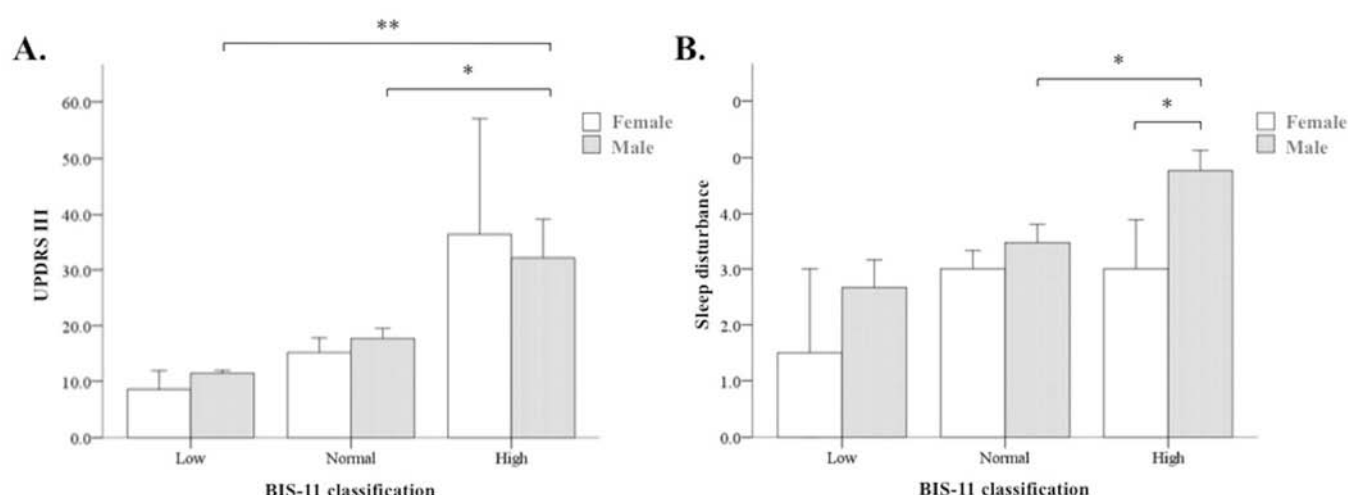 A.
**
*
60.0
50.0
40.0
30.0
20.0
10.0
0.0
UPDRS III
Low Normal High
BIS-11 classification
Female
Male
B.
*
*
0
0
4.0
3.0
2.0
1.0
0.0
Sleep disturbance
Low Normal High
BIS-11 classification
Female
Male